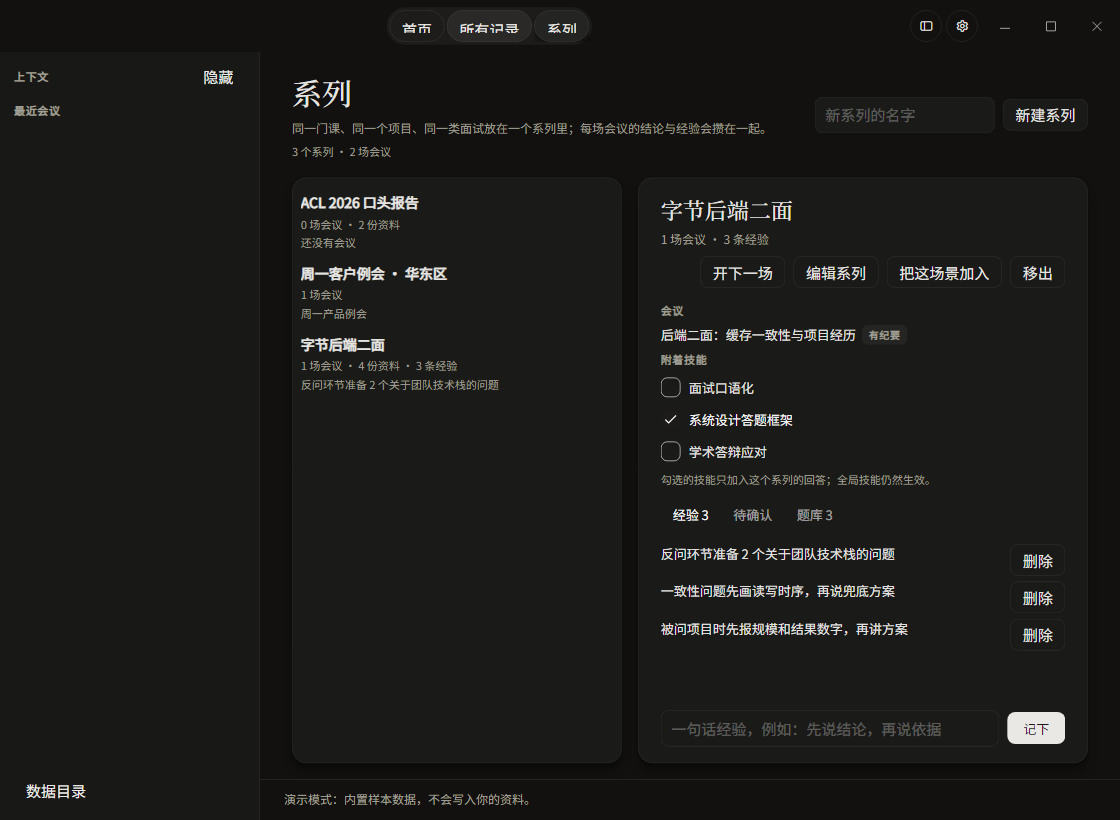 首页 所有记录 系列
上下文 隐藏
最近会议
数据目录
系列
同一门课、同一个项目、同一类面试放在一个系列里；每场会议的结论与经验会攒在一起。
3 个系列 · 2 场会议
新系列的名字 新建系列
ACL 2026 口头报告
0 场会议 · 2 份资料
还没有会议
周一客户例会 · 华东区
1 场会议
周一产品例会
字节后端二面
1 场会议 · 4 份资料 · 3 条经验
反问环节准备 2 个关于团队技术栈的问题
字节后端二面
1 场会议 · 3 条经验
开下一场 编辑系列 把这场景加入 移出
会议
后端二面：缓存一致性与项目经历 有纪要
附着技能
面试口语化
系统设计答题框架
学术答辩应对
勾选的技能只加入这个系列的回答；全局技能仍然生效。
经验 3 待确认 题库 3
反问环节准备 2 个关于团队技术栈的问题 删除
一致性问题先画读写时序，再说兜底方案 删除
被问项目时先报规模和结果数字，再讲方案 删除
一句话经验，例如：先说结论，再说依据 记下
演示模式：内置样本数据，不会写入你的资料。